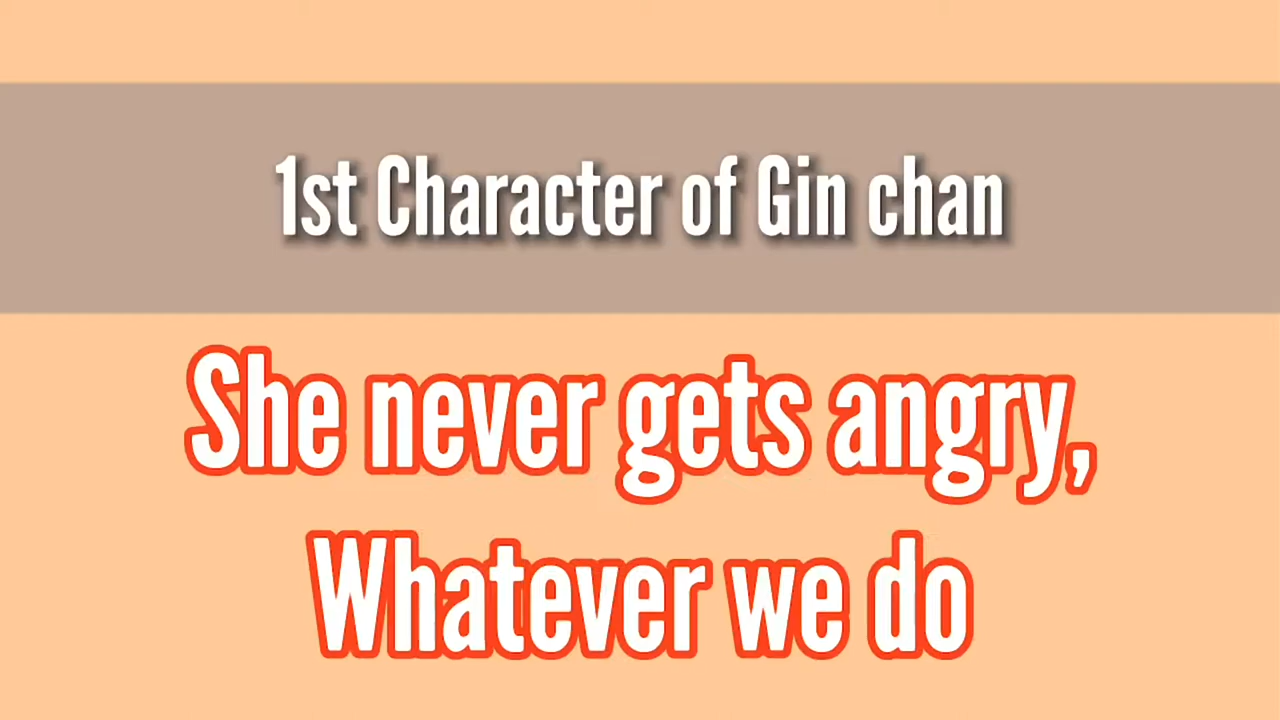 1st Character of Gin chan
She never gets angry,
Whatever we do